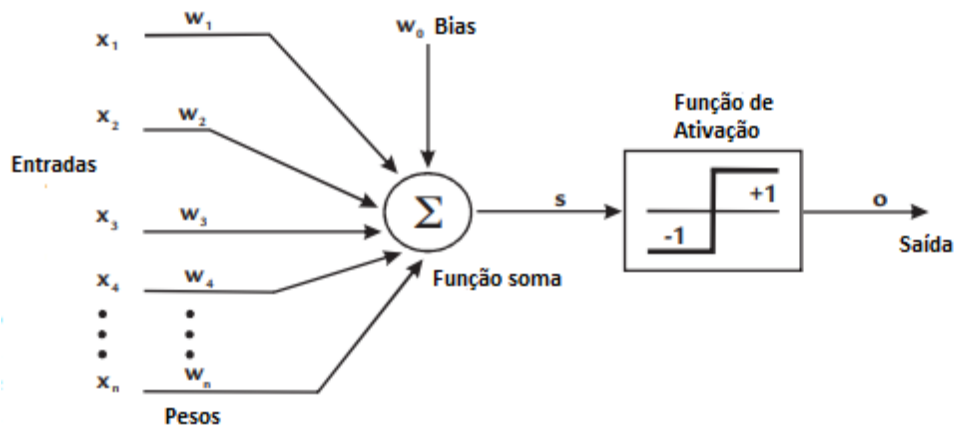 w₁
w₀ Bias
x₁
Função de
Ativação
x₂
w₂
Entradas
Σ
s
+1
-1
o
x₃
w₃
Saída
Função soma
x₄
w₄
xₙ
wₙ
Pesos